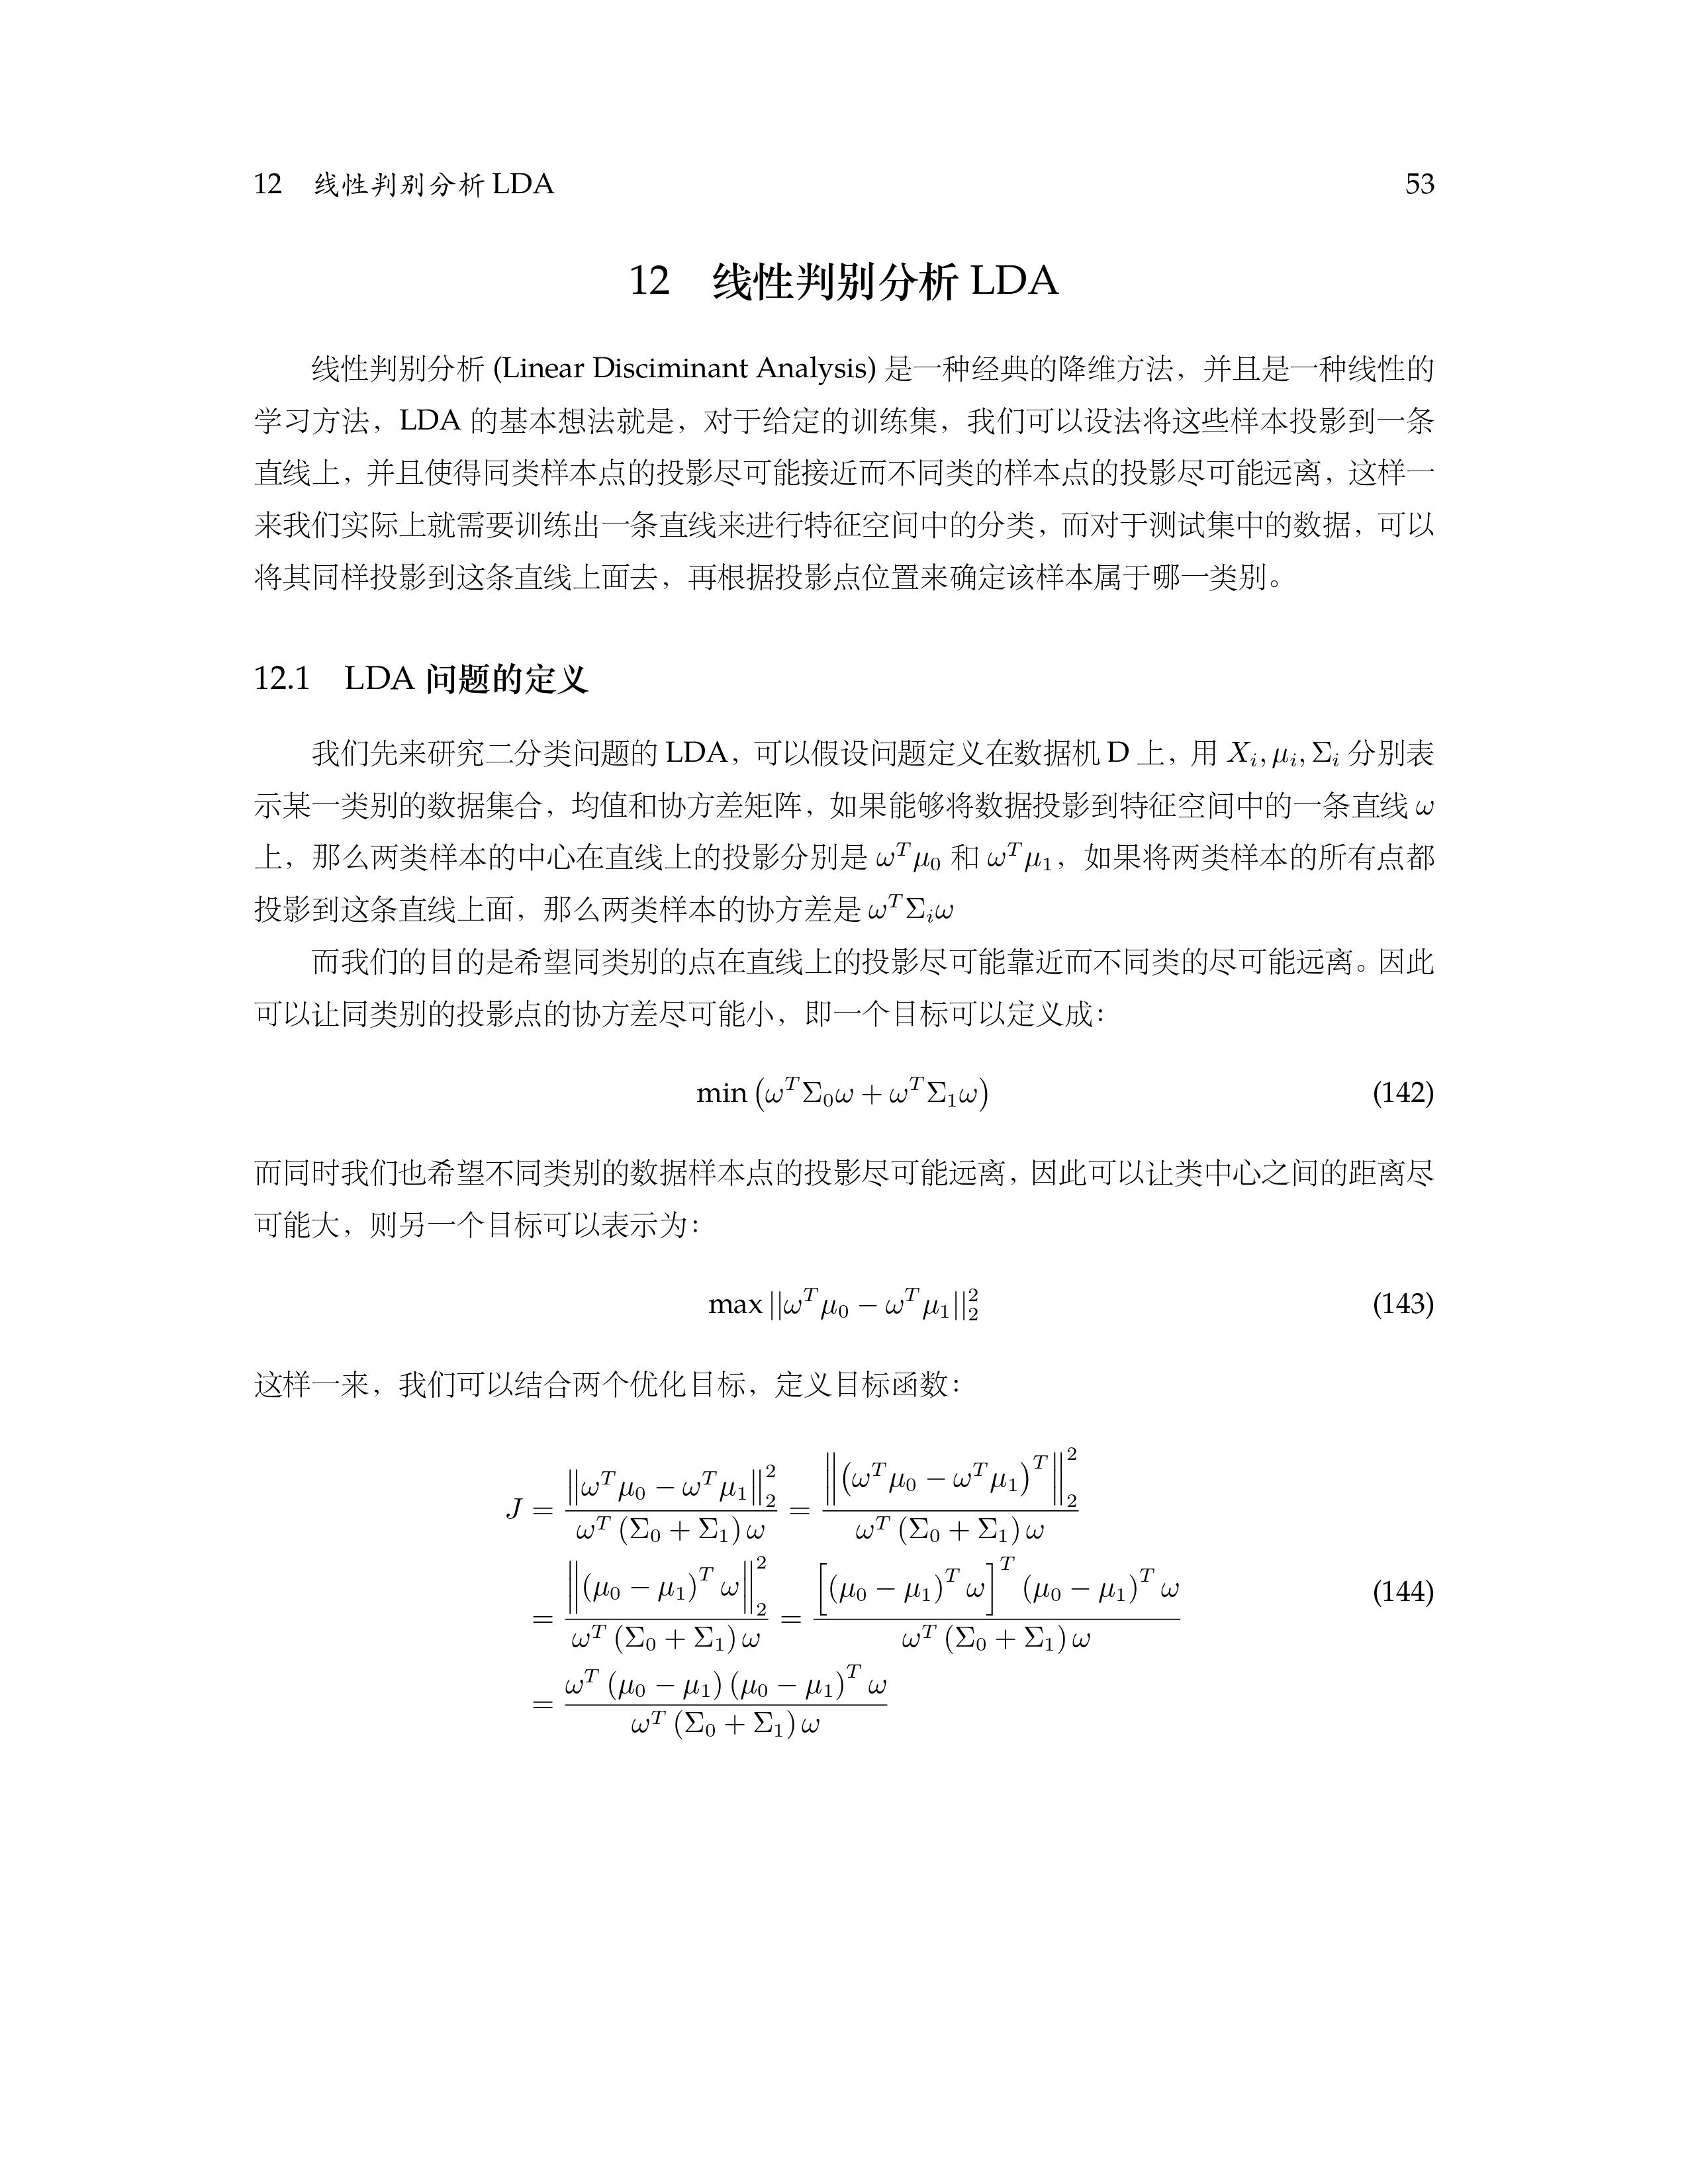 12 线性判别分析 LDA 53
12 线性判别分析 LDA
线性判别分析 (Linear Disciminant Analysis) 是一种经典的降维方法，并且是一种线性的
学习方法，LDA 的基本想法就是，对于给定的训练集，我们可以设法将这些样本投影到一条
直线上，并且使得同类样本点的投影尽可能接近而不同类的样本点的投影尽可能远离，这样一
来我们实际上就需要训练出一条直线来进行特征空间中的分类，而对于测试集中的数据，可以
将其同样投影到这条直线上面去，再根据投影点位置来确定该样本属于哪一类别。
12.1 LDA 问题的定义
我们先来研究二分类问题的 LDA，可以假设问题定义在数据机 D 上，用 $X_i, \mu_i, \Sigma_i$ 分别表
示某一类别的数据集合，均值和协方差矩阵，如果能够将数据投影到特征空间中的一条直线 $\omega$
上，那么两类样本的中心在直线上的投影分别是 $\omega^T\mu_0$ 和 $\omega^T\mu_1$，如果将两类样本的所有点都
投影到这条直线上面，那么两类样本的协方差是 $\omega^T\Sigma_i\omega$
而我们的目的是希望同类别的点在直线上的投影尽可能靠近而不同类的尽可能远离。因此
可以让同类别的投影点的协方差尽可能小，即一个目标可以定义成：
$\min\left(\omega^T\Sigma_0\omega + \omega^T\Sigma_1\omega\right)$ (142)
而同时我们也希望不同类别的数据样本点的投影尽可能远离，因此可以让类中心之间的距离尽
可能大，则另一个目标可以表示为：
$\max ||\omega^T\mu_0 - \omega^T\mu_1||_2^2$ (143)
这样一来，我们可以结合两个优化目标，定义目标函数：
$J = \frac{\left\|\omega^T\mu_0 - \omega^T\mu_1\right\|_2^2}{\omega^T(\Sigma_0 + \Sigma_1)\omega} = \frac{\left\|\left(\omega^T\mu_0 - \omega^T\mu_1\right)^T\right\|_2^2}{\omega^T(\Sigma_0 + \Sigma_1)\omega}$
$= \frac{\left\|(\mu_0 - \mu_1)^T\omega\right\|_2^2}{\omega^T(\Sigma_0 + \Sigma_1)\omega} = \frac{\left[(\mu_0 - \mu_1)^T\omega\right]^T(\mu_0 - \mu_1)^T\omega}{\omega^T(\Sigma_0 + \Sigma_1)\omega}$ (144)
$= \frac{\omega^T(\mu_0 - \mu_1)(\mu_0 - \mu_1)^T\omega}{\omega^T(\Sigma_0 + \Sigma_1)\omega}$